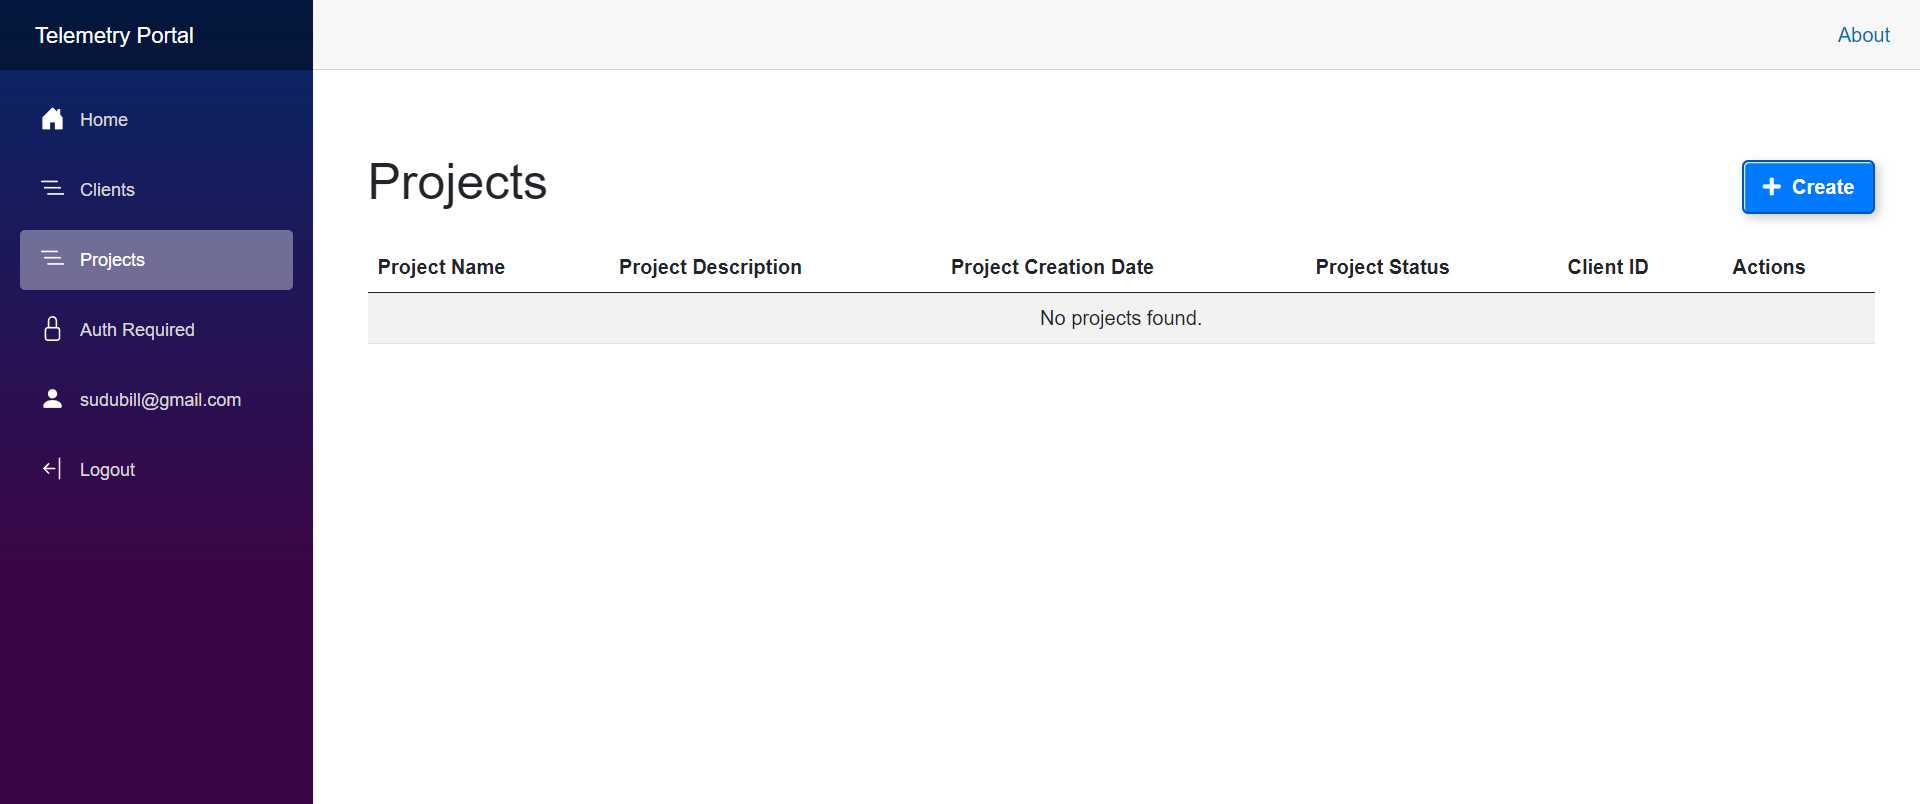 Telemetry Portal
About
Home
Clients
Projects
Auth Required
sudubill@gmail.com
Logout
Projects
Create
Project Name Project Description Project Creation Date Project Status Client ID Actions
No projects found.